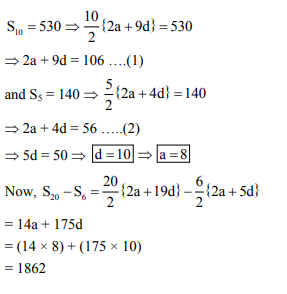 S₁₀ = 530 ⇒ 10/2 {2a + 9d} = 530
⇒ 2a + 9d = 106 ....(1)
and S₅ = 140 ⇒ 5/2 {2a + 4d} = 140
⇒ 2a + 4d = 56 .....(2)
⇒ 5d = 50 ⇒ d = 10 ⇒ a = 8
Now, S₂₀ – S₆ = 20/2 {2a + 19d} – 6/2 {2a + 5d}
= 14a + 175d
= (14 × 8) + (175 × 10)
= 1862